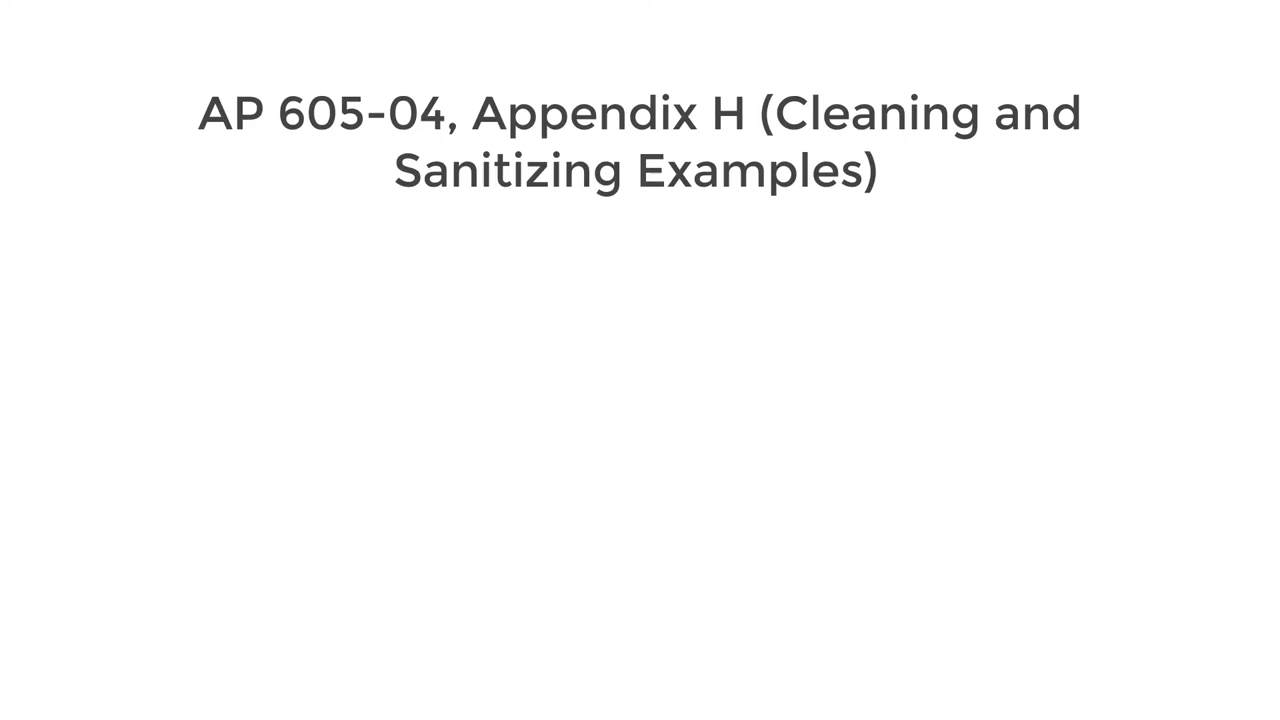 AP 605-04, Appendix H (Cleaning and
Sanitizing Examples)